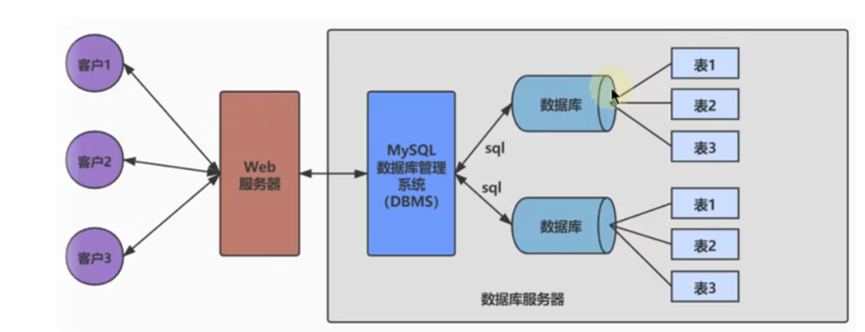 客户1
客户2
客户3
Web
服务器
MySQL
数据库管理
系统
(DBMS)
sql
sql
数据库
表1
表2
表3
数据库
表1
表2
表3
数据库服务器